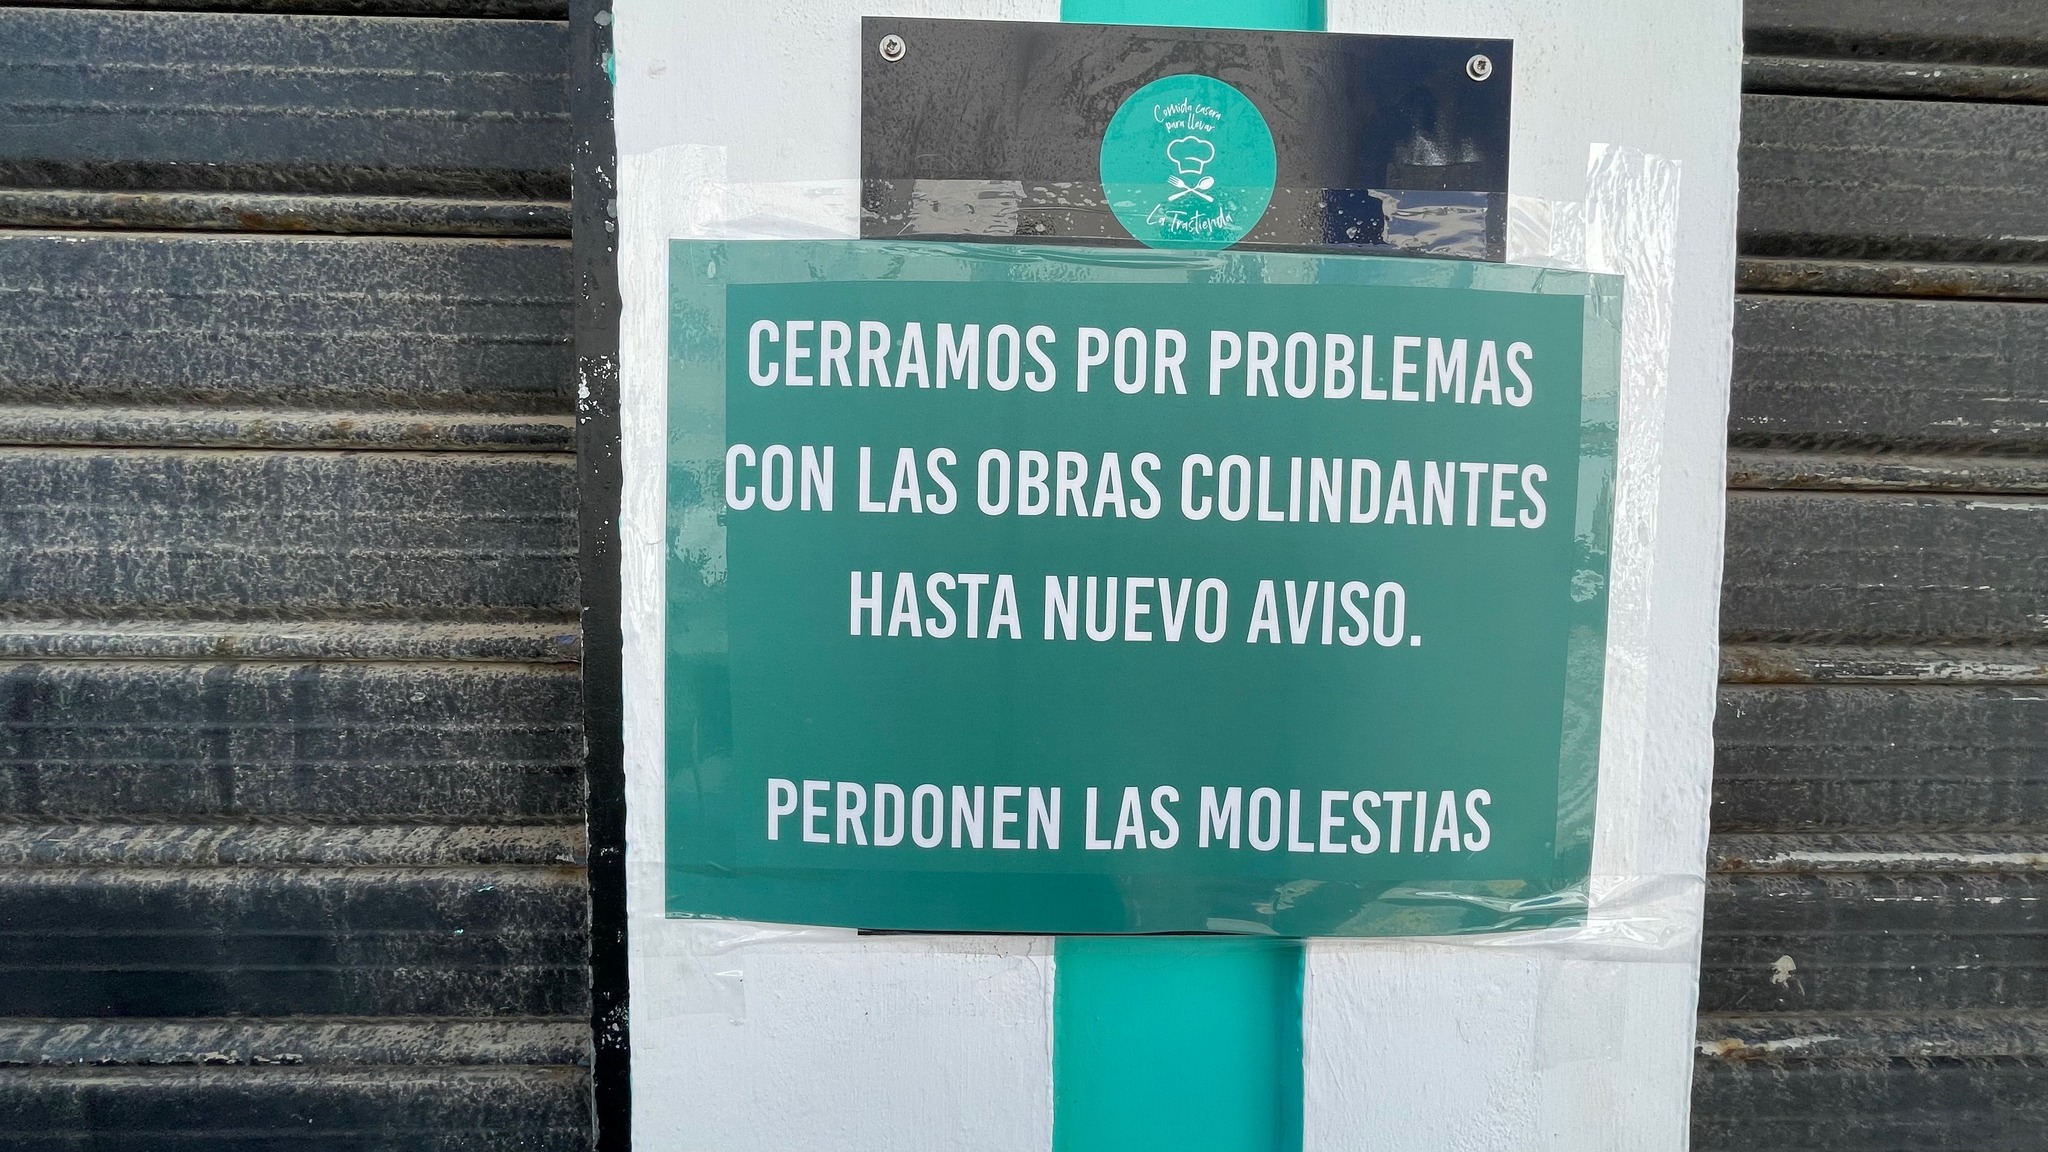 Comida casera
para llevar
La Trastienda
CERRAMOS POR PROBLEMAS
CON LAS OBRAS COLINDANTES
HASTA NUEVO AVISO.
PERDONEN LAS MOLESTIAS